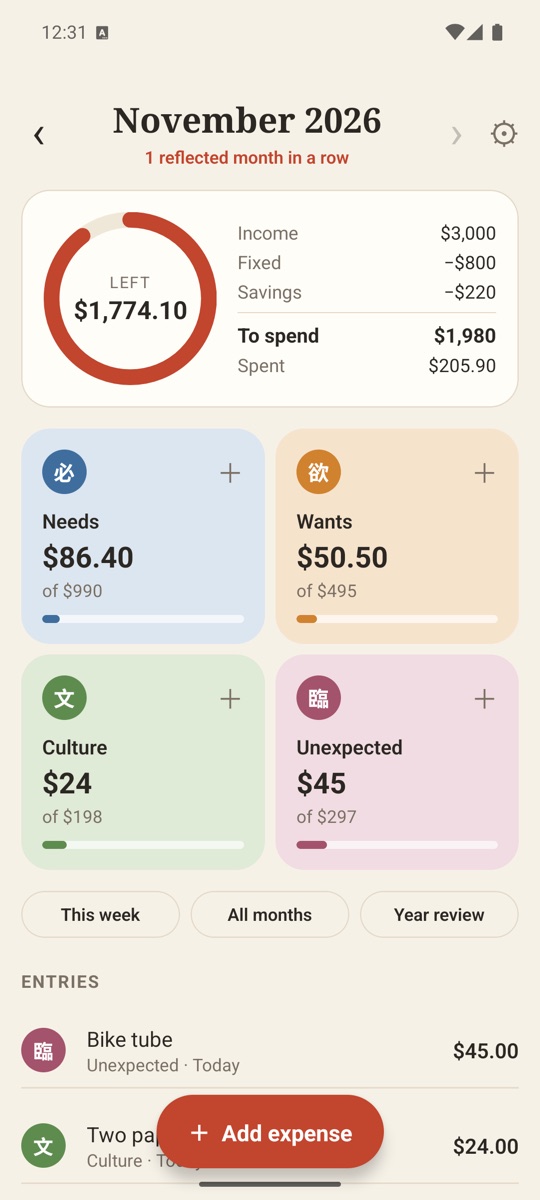 12:31 A
November 2026
1 reflected month in a row
LEFT
$1,774.10
Income $3,000
Fixed −$800
Savings −$220
To spend $1,980
Spent $205.90
必
Needs
$86.40
of $990
欲
Wants
$50.50
of $495
文
Culture
$24
of $198
臨
Unexpected
$45
of $297
This week
All months
Year review
ENTRIES
臨
Bike tube $45.00
Unexpected · Today
文
Two $24.00
Culture ·
+ Add expense